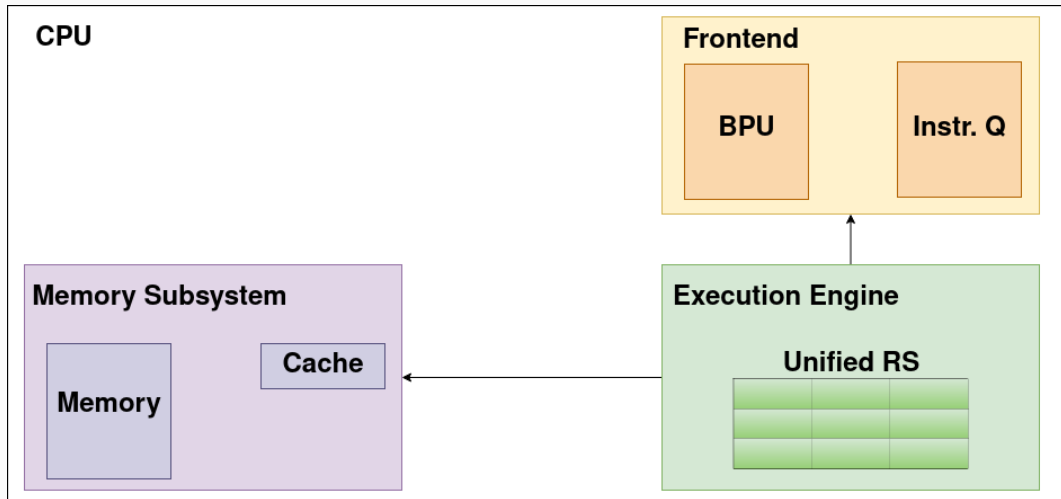 CPU
Frontend
BPU
Instr. Q
Memory Subsystem
Cache
Memory
Execution Engine
Unified RS